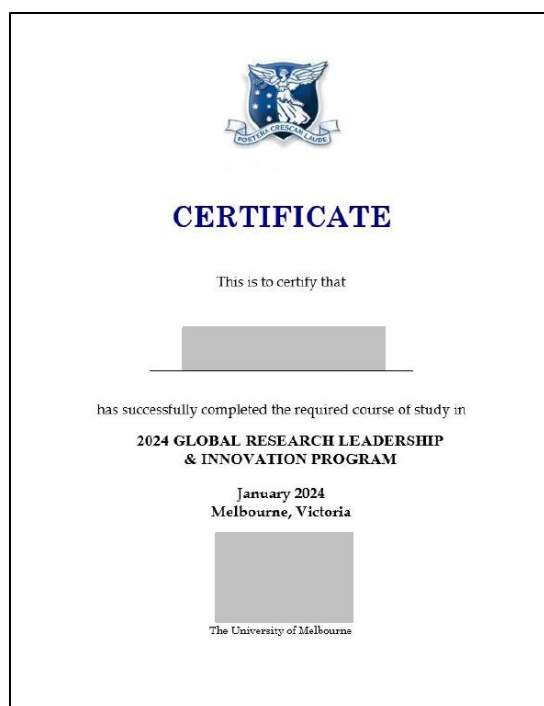 POSTERA CRESCAM LAUDE
CERTIFICATE
This is to certify that
has successfully completed the required course of study in
2024 GLOBAL RESEARCH LEADERSHIP
& INNOVATION PROGRAM
January 2024
Melbourne, Victoria
The University of Melbourne